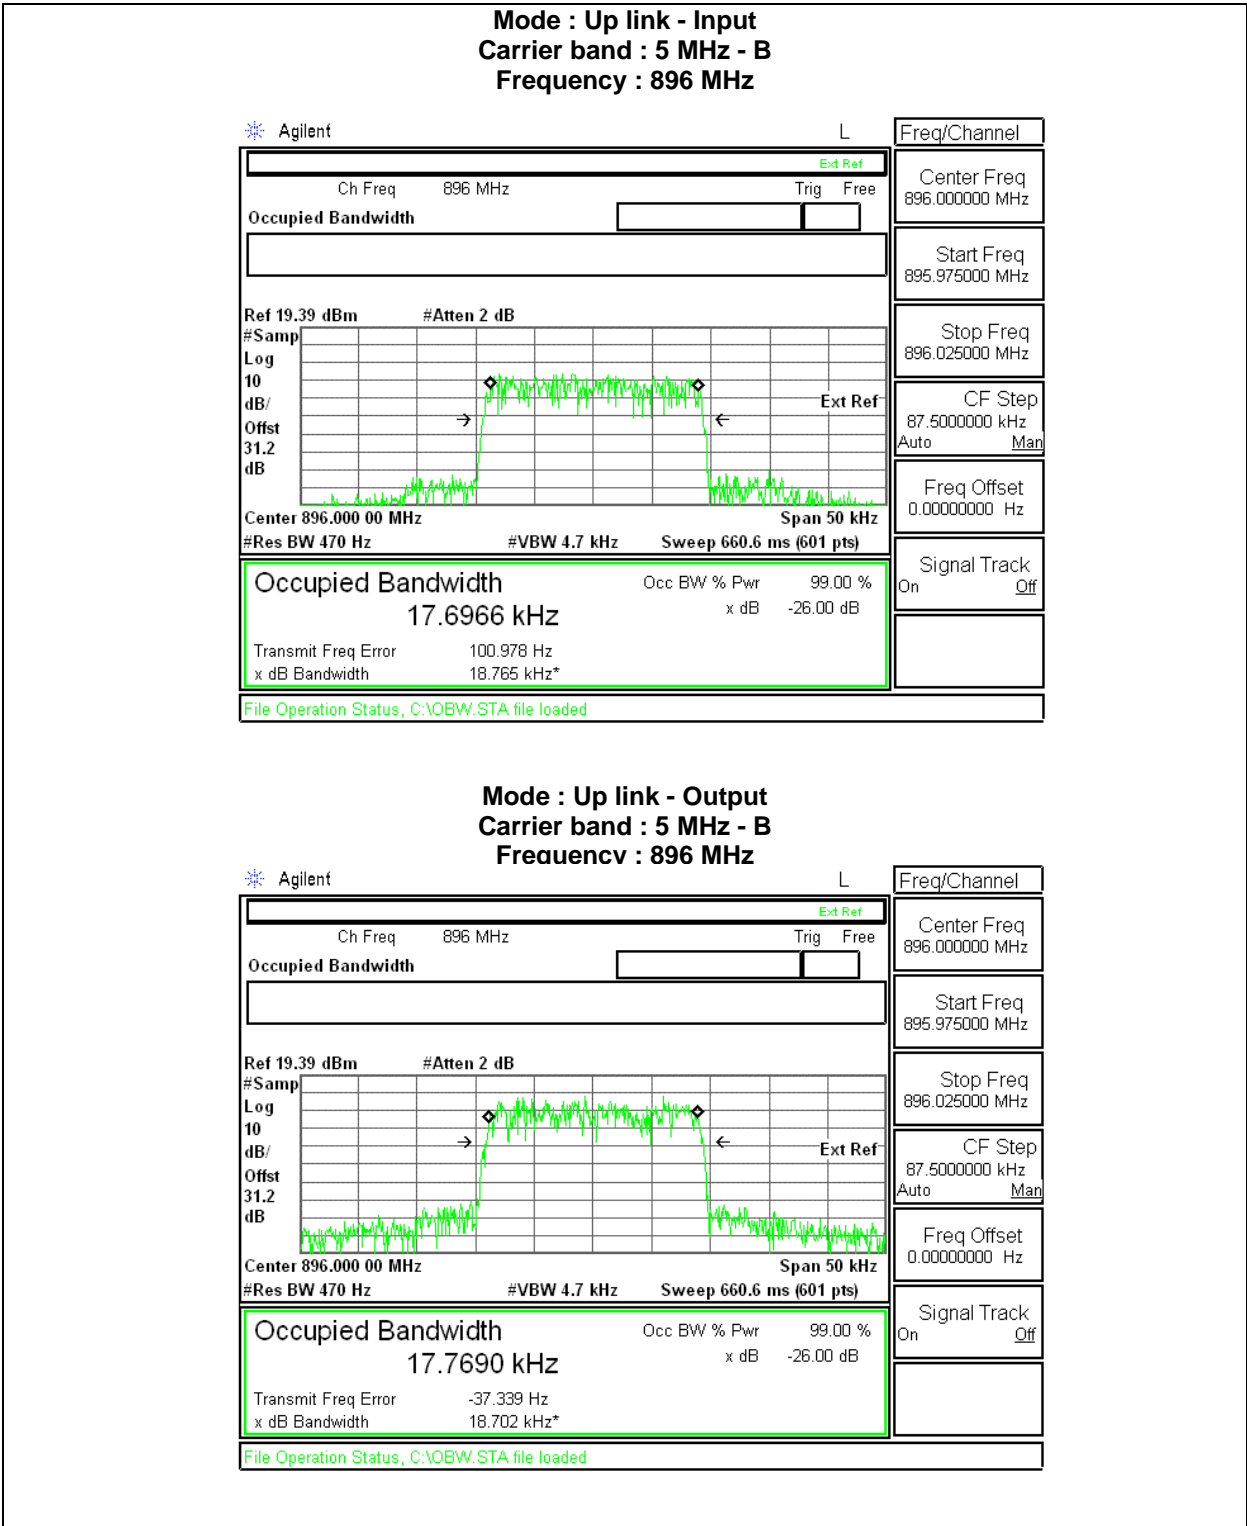 Mode : Up link - Input
Carrier band : 5 MHz - B
Frequency : 896 MHz
Agilent L
Freq/Channel
Ext Ref
Ch Freq 896 MHz Trig Free
Occupied Bandwidth
Center Freq
896.000000 MHz
Start Freq
895.975000 MHz
Stop Freq
896.025000 MHz
CF Step
87.5000000 kHz
Auto Man
Freq Offset
0.00000000 Hz
Signal Track
On Off
Ref 19.39 dBm #Atten 2 dB
#Samp
Log
10
dB/
Offst
31.2
dB
Ext Ref
Center 896.000 00 MHz Span 50 kHz
#Res BW 470 Hz #VBW 4.7 kHz Sweep 660.6 ms (601 pts)
Occupied Bandwidth Occ BW % Pwr 99.00 %
17.6966 kHz x dB -26.00 dB
Transmit Freq Error 100.978 Hz
x dB Bandwidth 18.765 kHz*
File Operation Status, C:\OBW.STA file loaded
Mode : Up link - Output
Carrier band : 5 MHz - B
Frequency : 896 MHz
Agilent L
Freq/Channel
Ext Ref
Ch Freq 896 MHz Trig Free
Occupied Bandwidth
Center Freq
896.000000 MHz
Start Freq
895.975000 MHz
Stop Freq
896.025000 MHz
CF Step
87.5000000 kHz
Auto Man
Freq Offset
0.00000000 Hz
Signal Track
On Off
Ref 19.39 dBm #Atten 2 dB
#Samp
Log
10
dB/
Offst
31.2
dB
Ext Ref
Center 896.000 00 MHz Span 50 kHz
#Res BW 470 Hz #VBW 4.7 kHz Sweep 660.6 ms (601 pts)
Occupied Bandwidth Occ BW % Pwr 99.00 %
17.7690 kHz x dB -26.00 dB
Transmit Freq Error -37.339 Hz
x dB Bandwidth 18.702 kHz*
File Operation Status, C:\OBW.STA file loaded